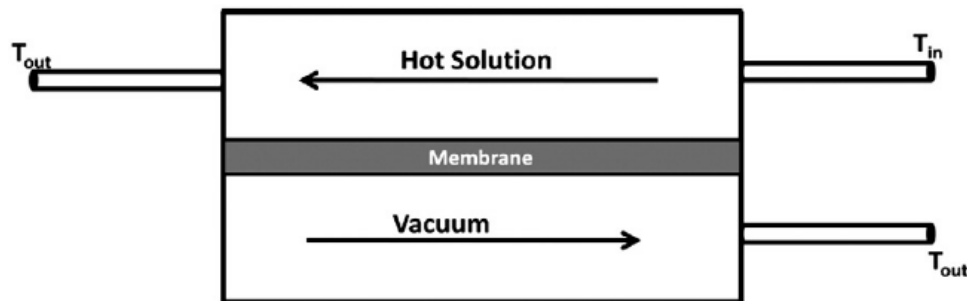 T_out
Hot Solution
T_in
Membrane
Vacuum
T_out